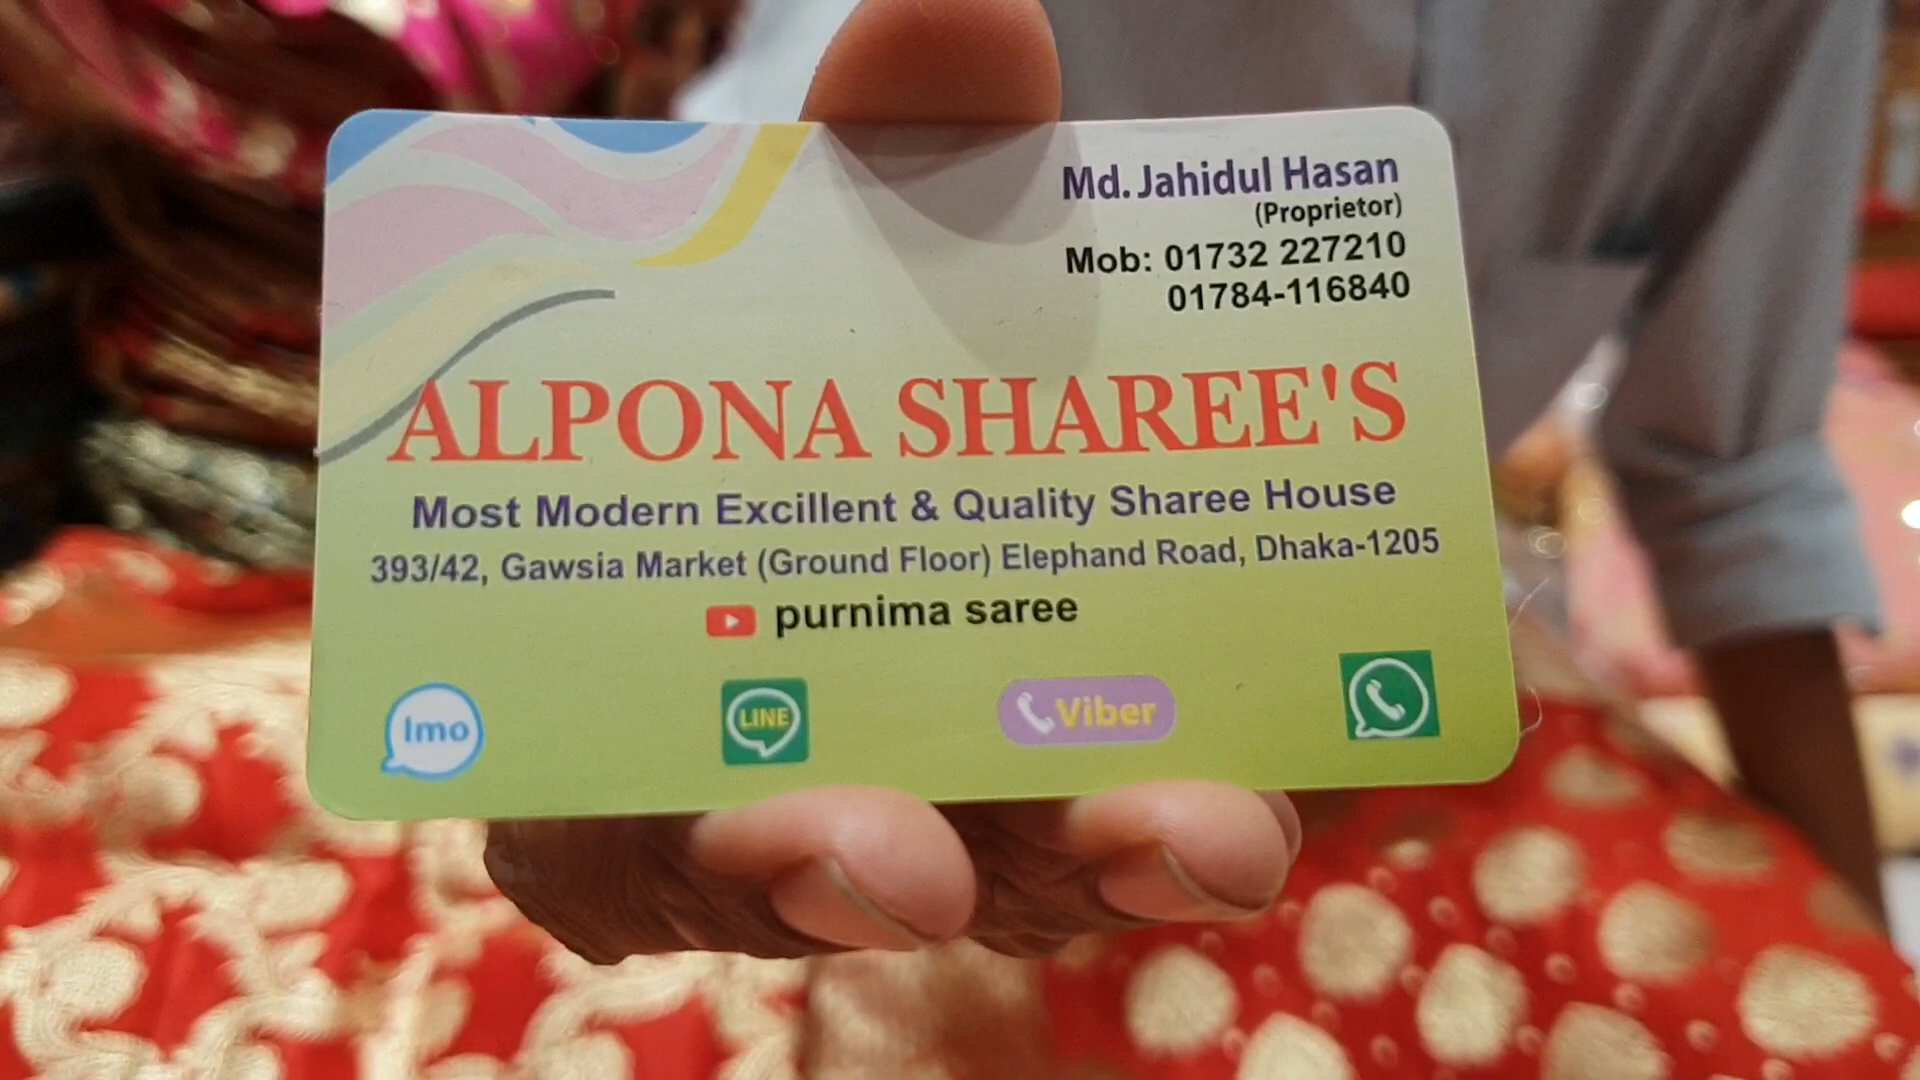 Md. Jahidul Hasan
(Proprietor)
Mob: 01732 227210
01784-116840
ALPONA SHAREE'S
Most Modern Excillent & Quality Sharee House
393/42, Gawsia Market (Ground Floor) Elephand Road, Dhaka-1205
purnima saree
Imo LINE Viber